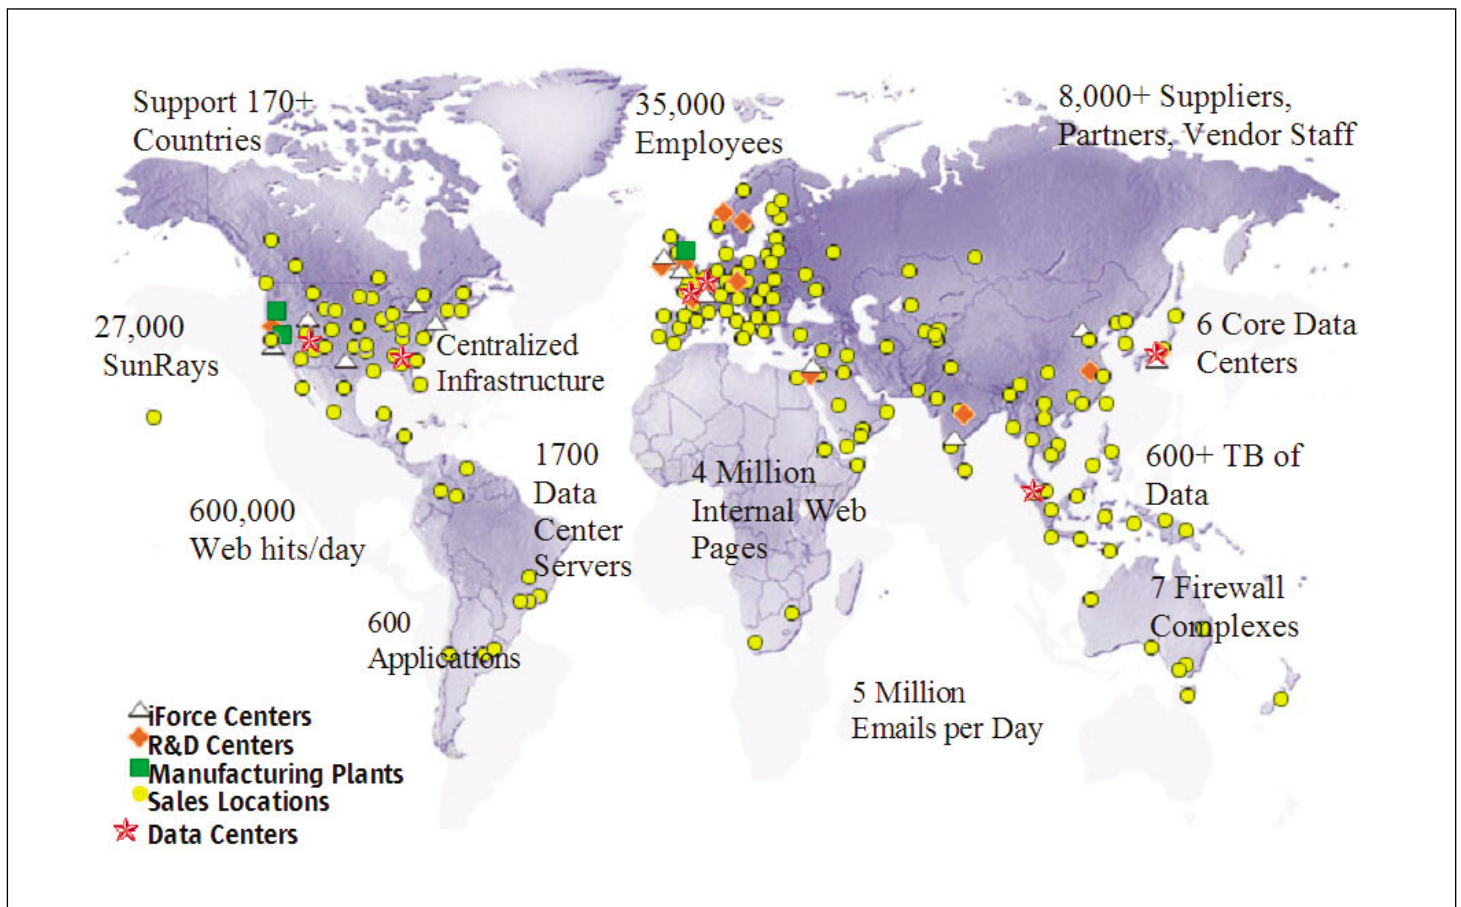 Support 170+
Countries
35,000
Employees
8,000+ Suppliers,
Partners, Vendor Staff
27,000
SunRays
Centralized
Infrastructure
6 Core Data
Centers
1700
Data
Center
Servers
4 Million
Internal Web
Pages
600+ TB of
Data
600,000
Web hits/day
7 Firewall
Complexes
600
Applications
5 Million
Emails per Day
iForce Centers
R&D Centers
Manufacturing Plants
Sales Locations
Data Centers